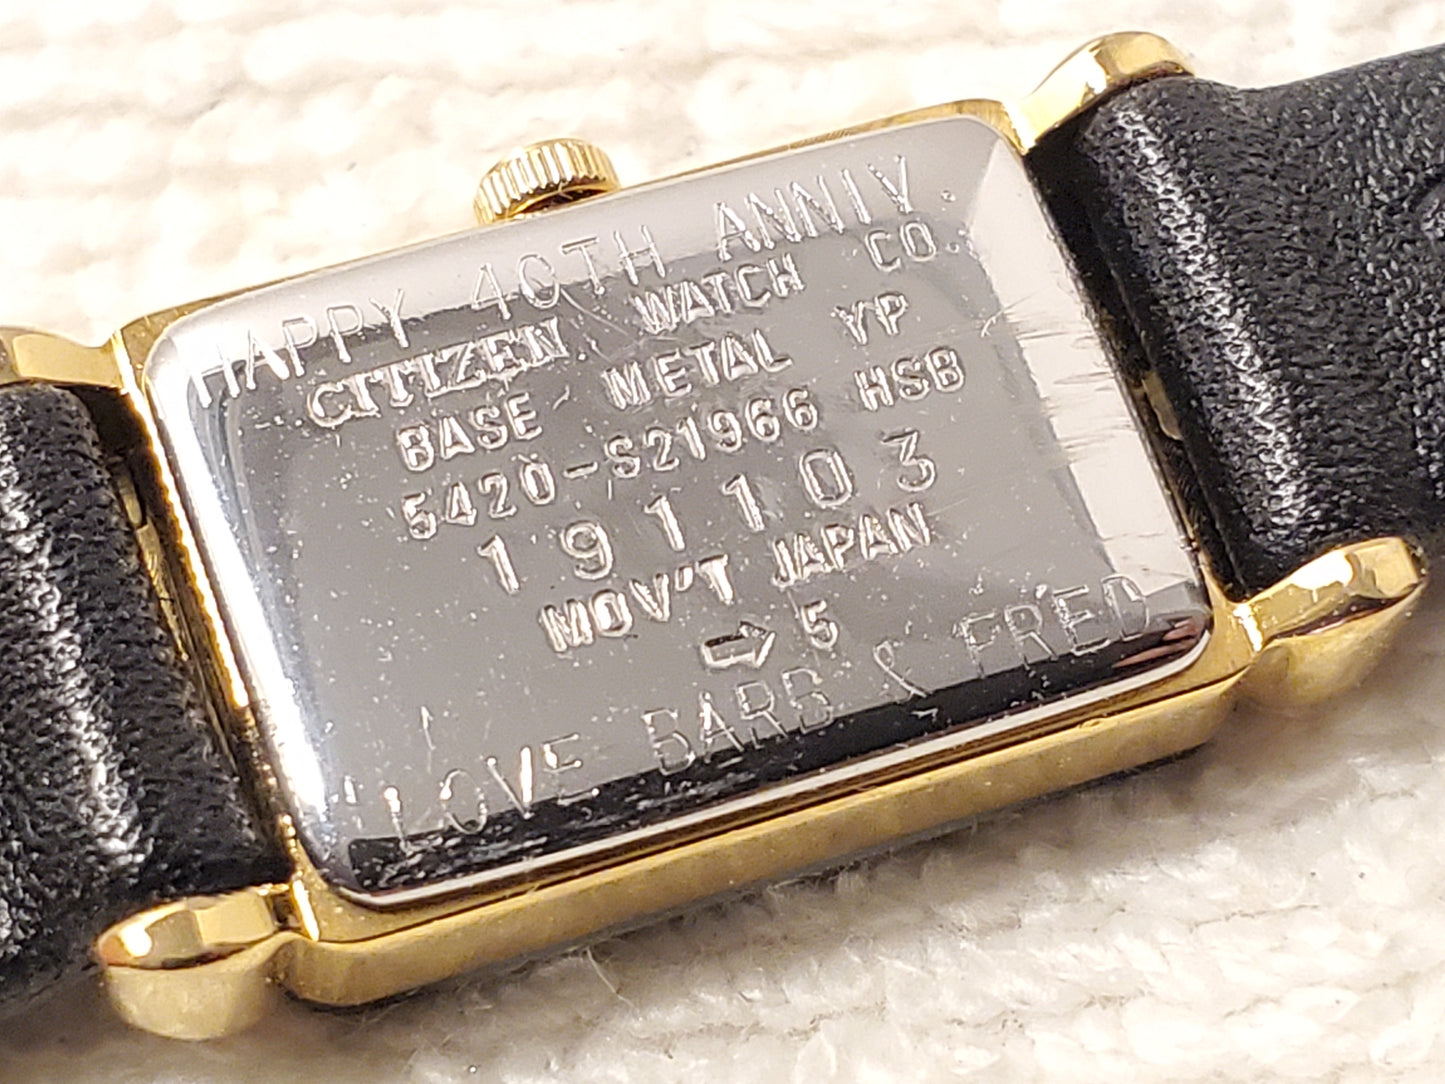 HAPPY 40TH ANNIV.
CITIZEN WATCH CO.
BASE METAL YP
5420-S21966 HSB
191103
MOV'T JAPAN
→ 5
LOVE BARB & FRED